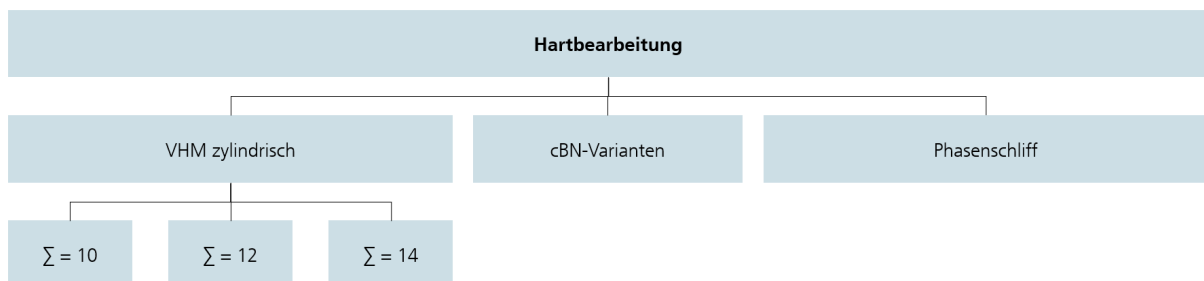 Hartbearbeitung
VHM zylindrisch
cBN-Varianten
Phasenschliff
∑ = 10
∑ = 12
∑ = 14